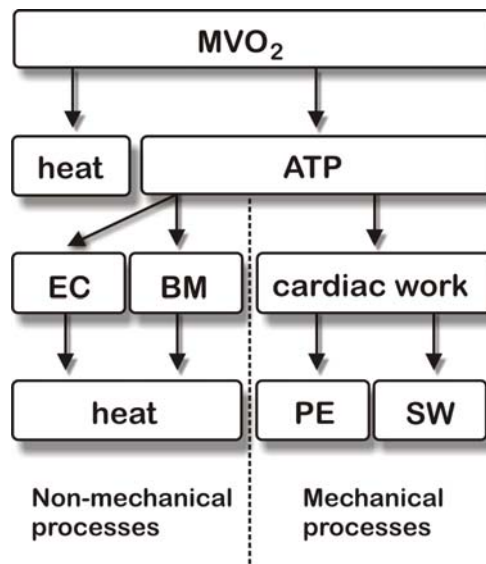 MVO₂
heat
ATP
EC
BM
cardiac work
heat
PE
SW
Non-mechanical
processes
Mechanical
processes